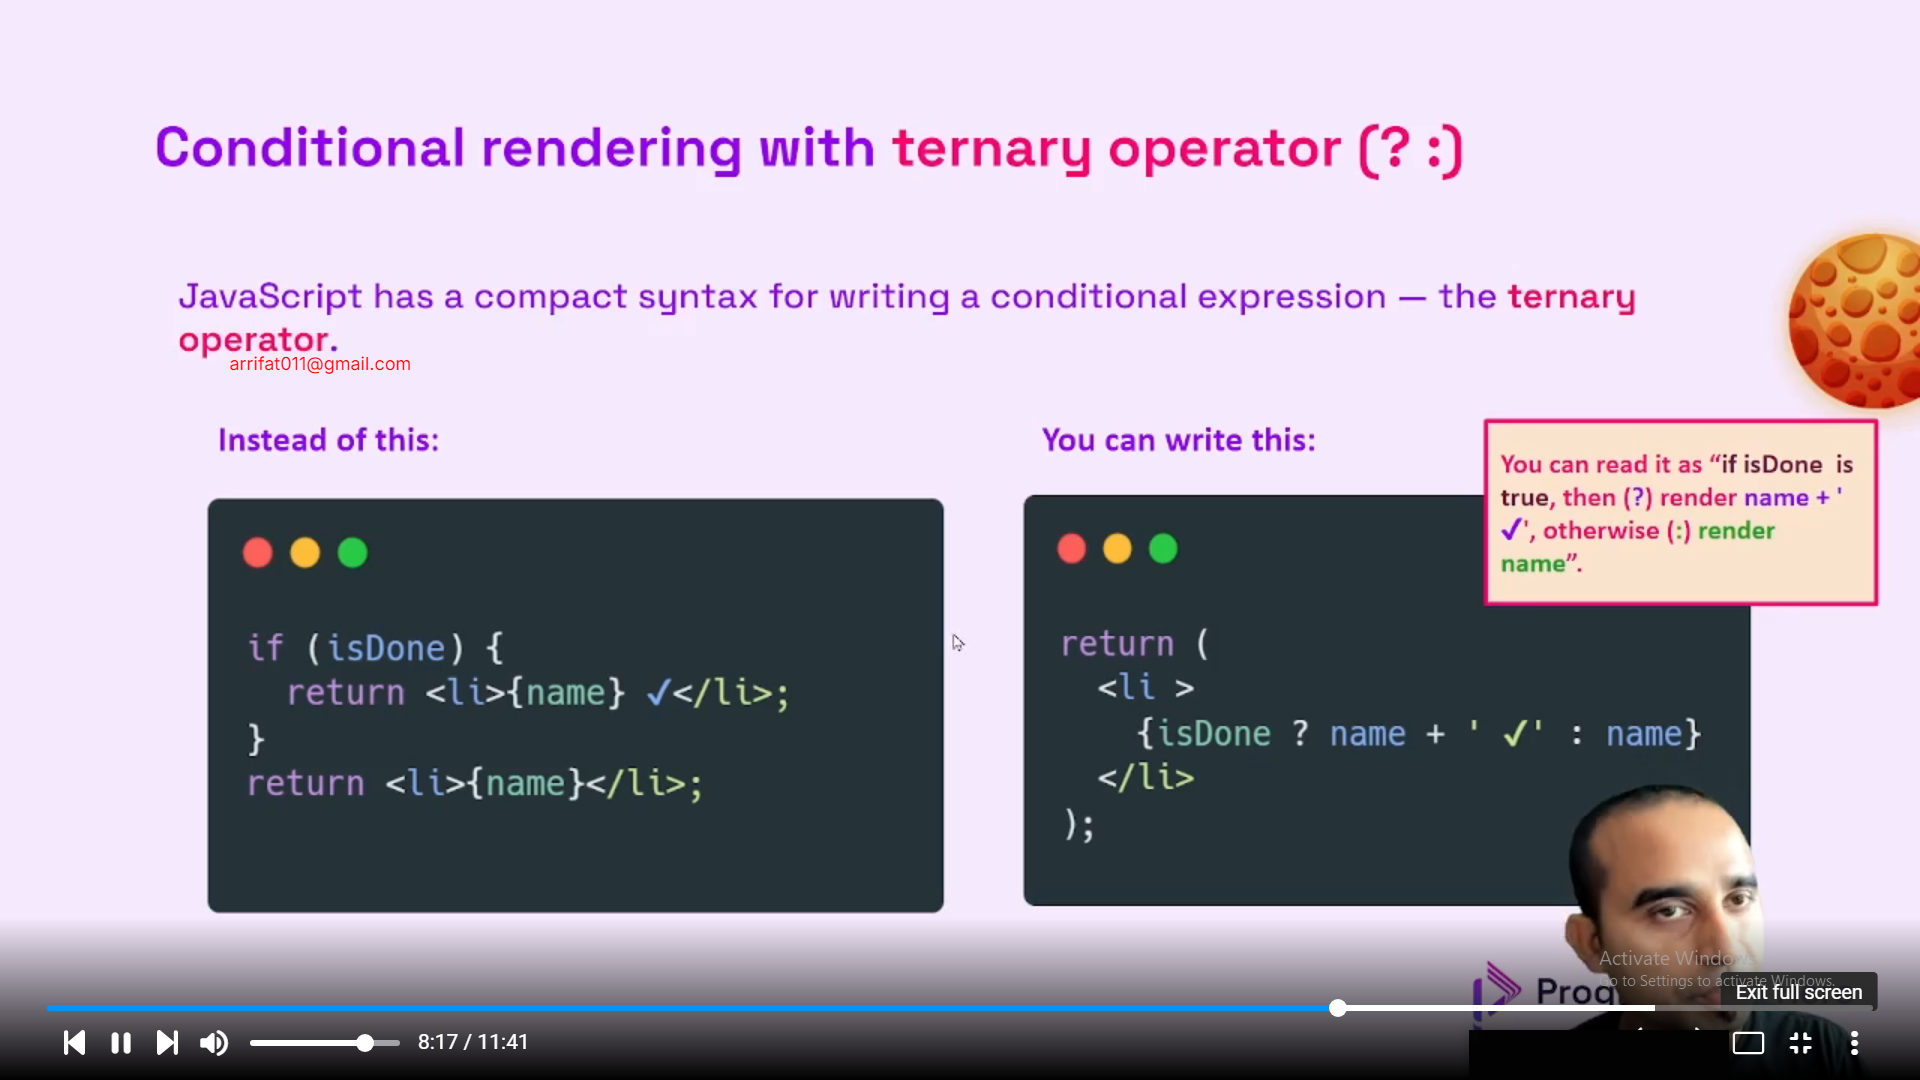 Conditional rendering with ternary operator (? :)
JavaScript has a compact syntax for writing a conditional expression — the ternary
operator.
arrifat011@gmail.com
Instead of this:
if (isDone) {
return <li>{name} ✓</li>;
}
return <li>{name}</li>;
You can write this:
return (
<li >
{isDone ? name + ' ✓' : name}
</li>
);
You can read it as “if isDone is
true, then (?) render name + '
✓', otherwise (:) render
name”.
Activate Windo
to Settings to activate Windows.
Exit full screen
8:17 / 11:41